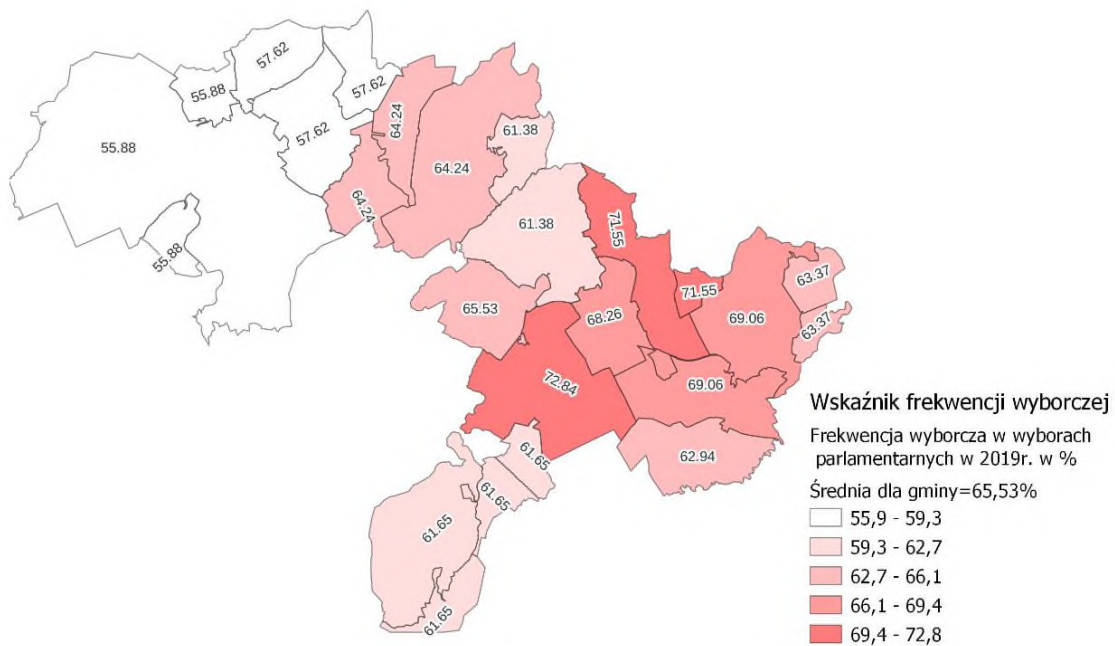 57.62
55.88
57.62
57.62
64.24
61.38
55.88
64.24
64.24
61.38
71.55
55.88
63.37
71.55
65.53
68.26
69.06
63.37
72.84
69.06
61.65
62.94
61.65
61.65
61.65
Wskaźnik frekwencji wyborczej
Frekwencja wyborcza w wyborach
parlamentarnych w 2019r. w %
Średnia dla gminy=65,53%
55,9 - 59,3
59,3 - 62,7
62,7 - 66,1
66,1 - 69,4
69,4 - 72,8